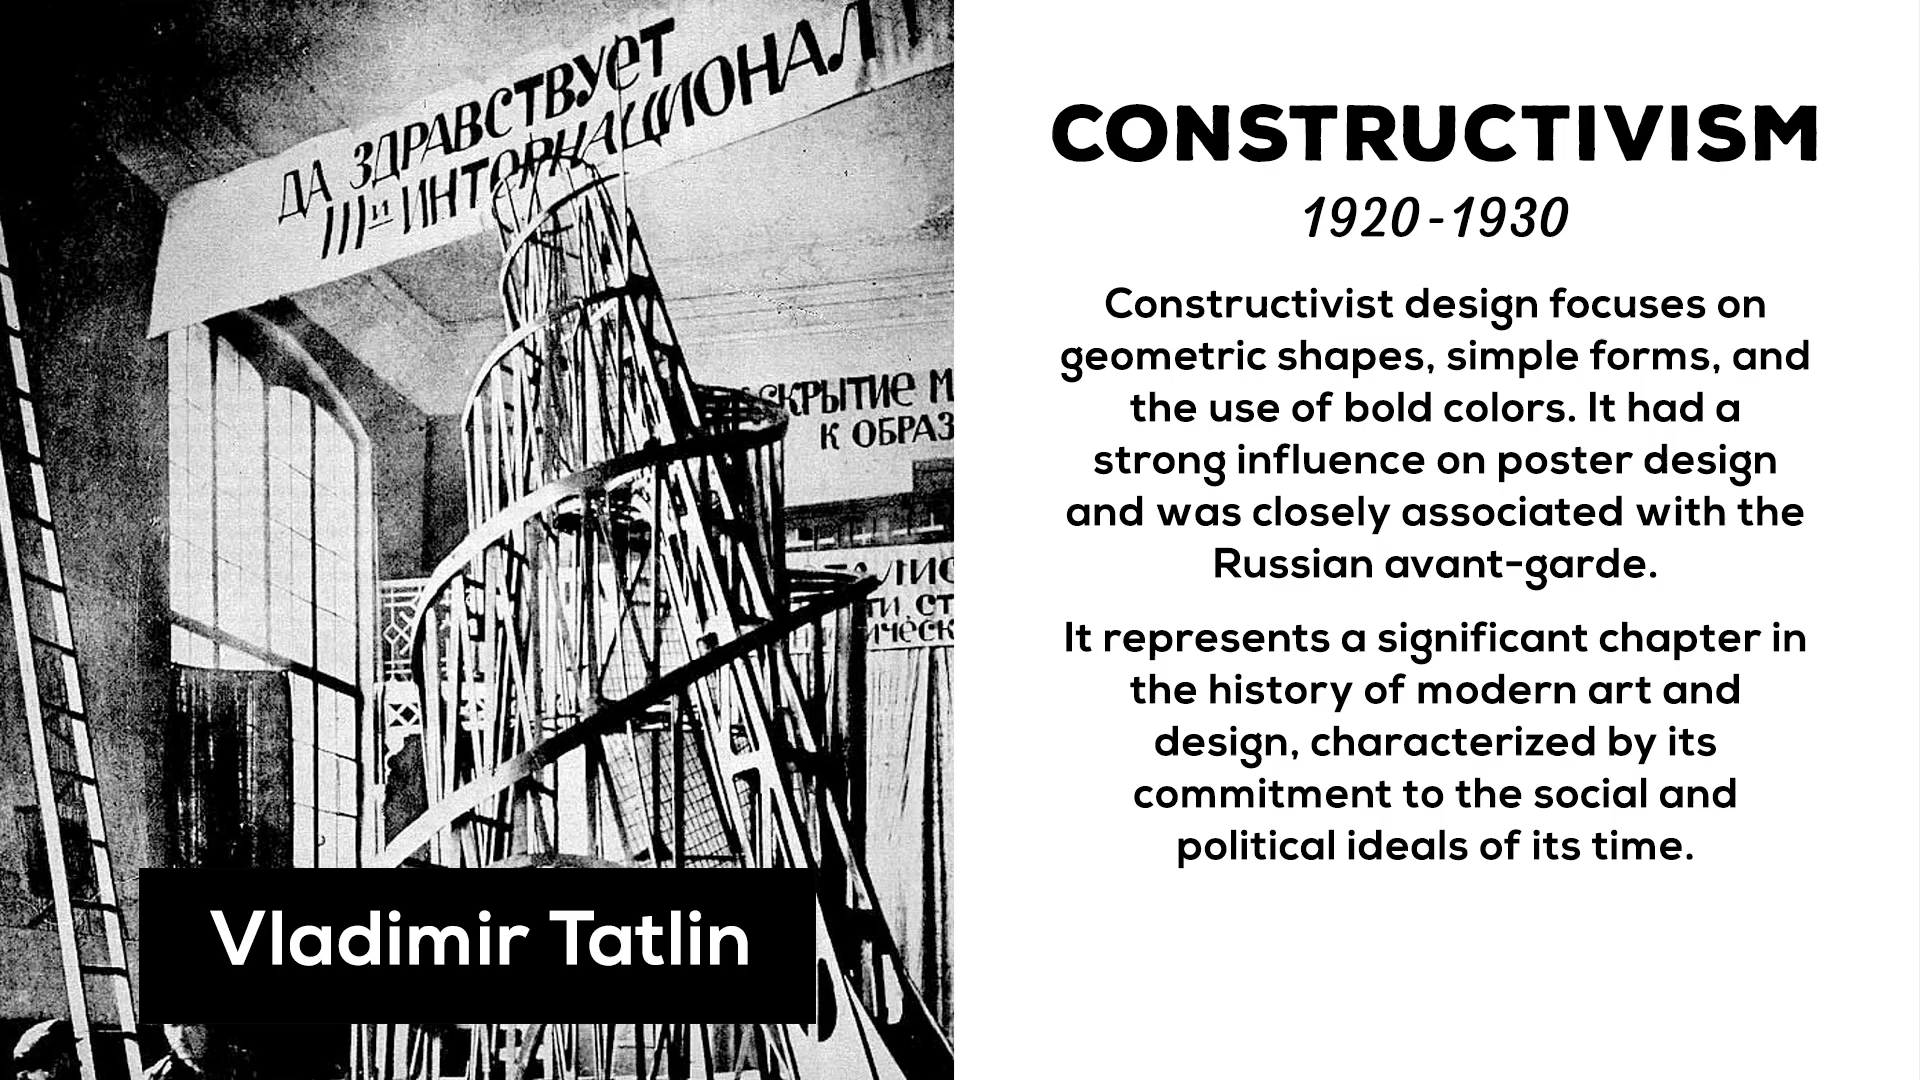 ДА ЗДРАВСТВУЕТ
IIIй ИНТЕРНАЦИОНАЛ!
К ОБРАЗ
Vladimir Tatlin
CONSTRUCTIVISM
1920-1930
Constructivist design focuses on
geometric shapes, simple forms, and
the use of bold colors. It had a
strong influence on poster design
and was closely associated with the
Russian avant-garde.
It represents a significant chapter in
the history of modern art and
design, characterized by its
commitment to the social and
political ideals of its time.